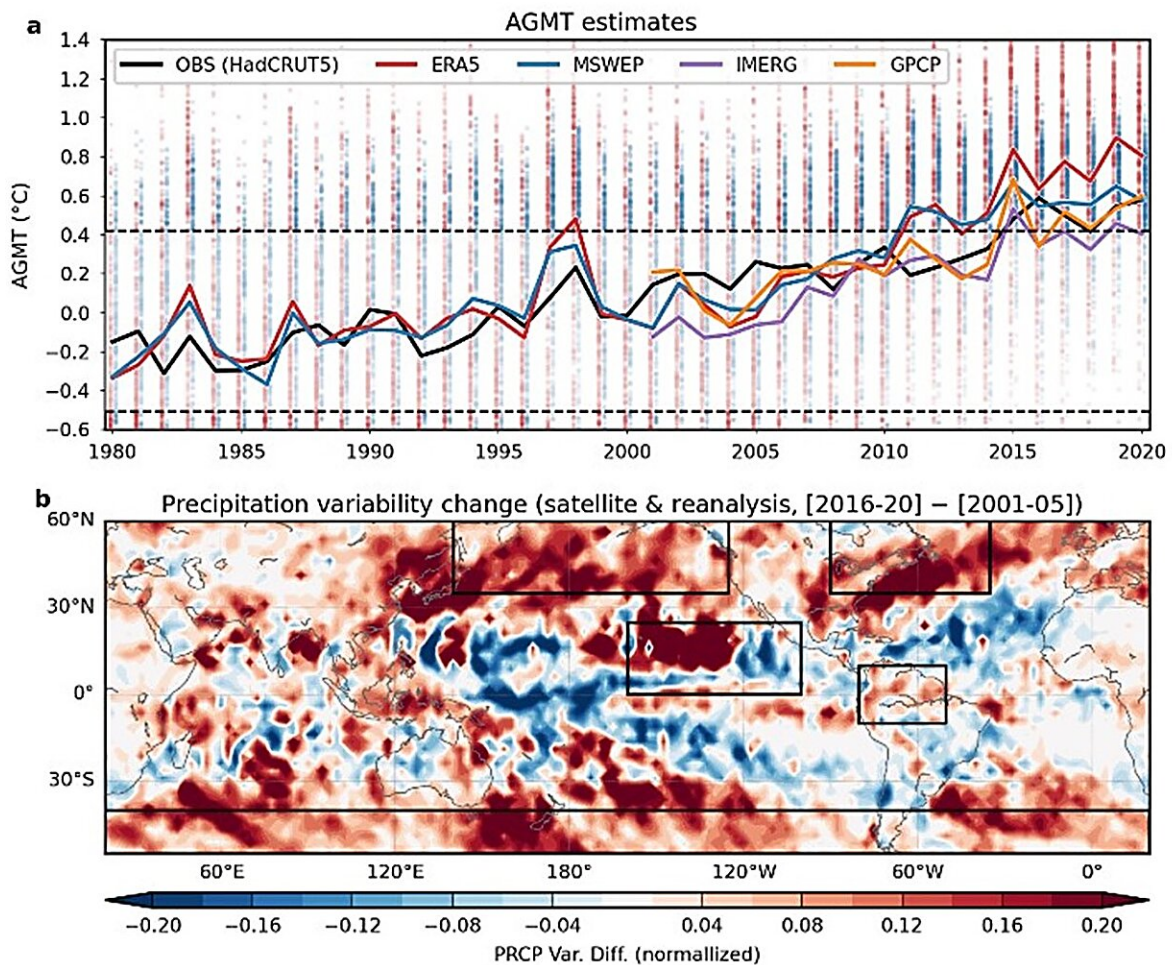 a
AGMT estimates
1.4
1.2
1.0
0.8
0.6
0.4
0.2
0.0
−0.2
−0.4
−0.6
AGMT (°C)
OBS (HadCRUT5) ERA5 MSWEP IMERG GPCP
1980 1985 1990 1995 2000 2005 2010 2015 2020
b
Precipitation variability change (satellite & reanalysis, [2016-20] − [2001-05])
60°N
30°N
0°
30°S
60°E 120°E 180° 120°W 60°W 0°
−0.20 −0.16 −0.12 −0.08 −0.04 0.04 0.08 0.12 0.16 0.20
PRCP Var. Diff. (normallized)